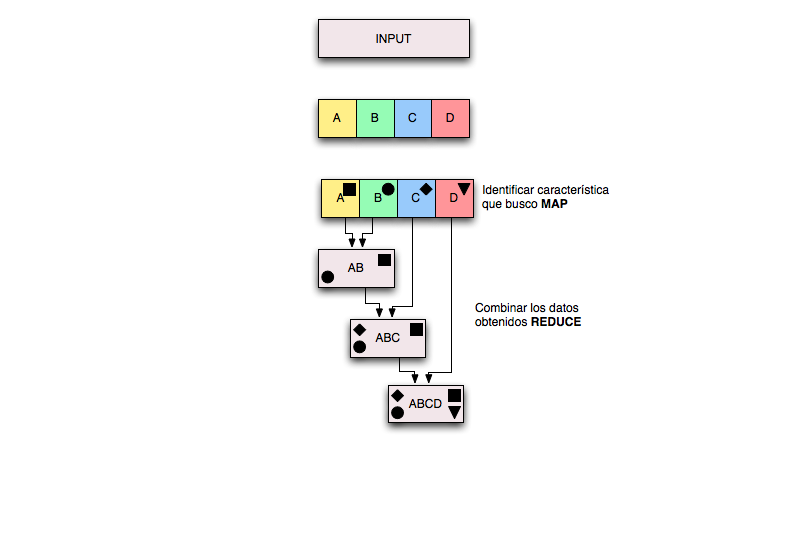 INPUT
A B C D
A B C D
Identificar característica
que busco MAP
AB
Combinar los datos
obtenidos REDUCE
ABC
ABCD